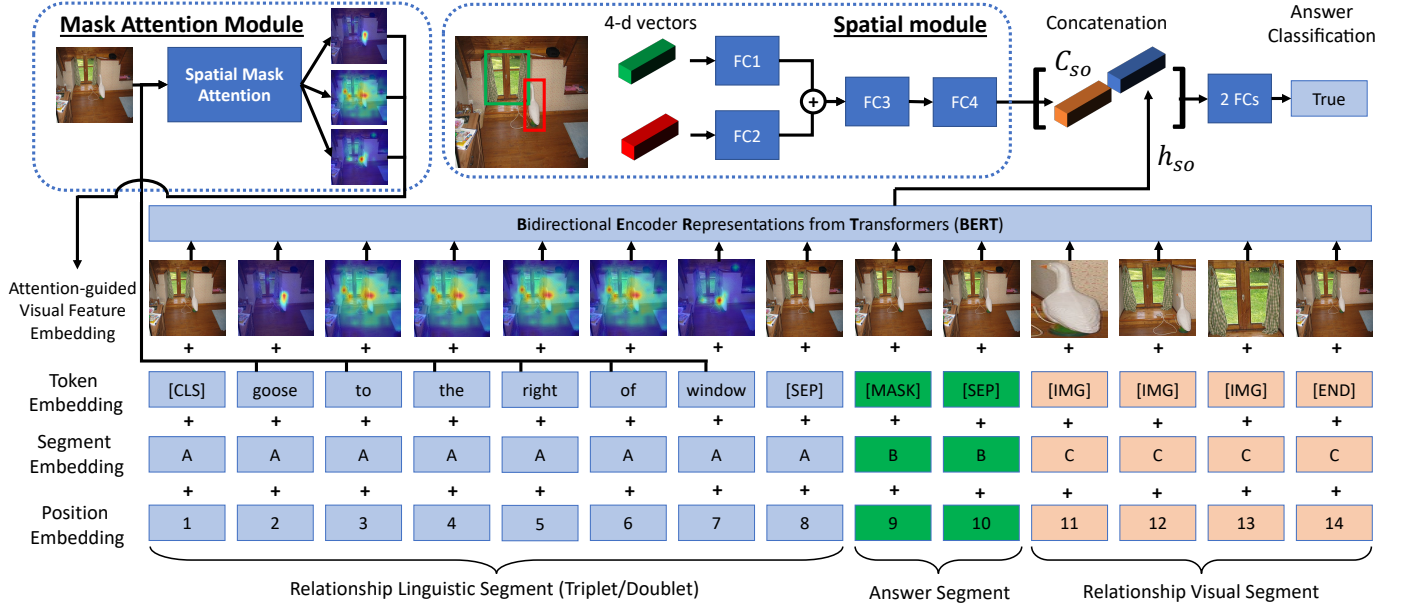 Mask Attention Module
Spatial Mask
Attention
4-d vectors
Spatial module
FC1
FC2
+
FC3
FC4
Concatenation
C_so
h_so
Answer
Classification
2 FCs
True
Bidirectional Encoder Representations from Transformers (BERT)
Attention-guided
Visual Feature
Embedding
+ + + + + + + + + + + + + +
Token
Embedding
[CLS] goose to the right of window [SEP] [MASK] [SEP] [IMG] [IMG] [IMG] [END]
+ + + + + + + + + + + + + +
Segment
Embedding
A A A A A A A A B B C C C C
+ + + + + + + + + + + + + +
Position
Embedding
1 2 3 4 5 6 7 8 9 10 11 12 13 14
Relationship Linguistic Segment (Triplet/Doublet)
Answer Segment
Relationship Visual Segment